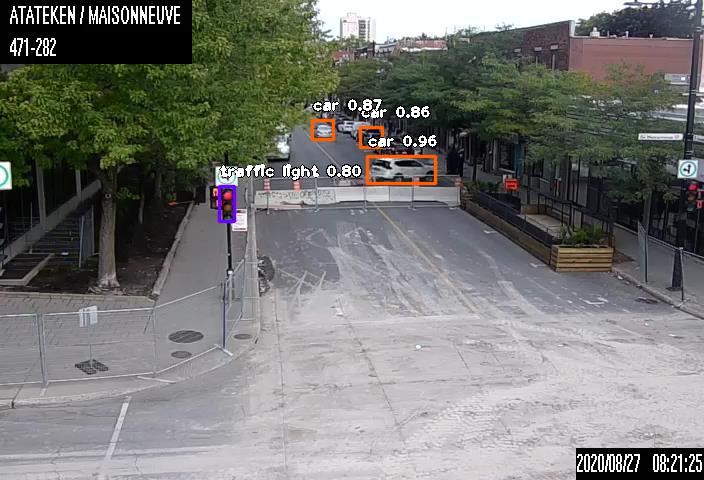 ATATEKEN / MAISONNEUVE
471-282
car 0.87
car 0.86
car 0.96
traffic light 0.80
2020/08/27 08:21:25